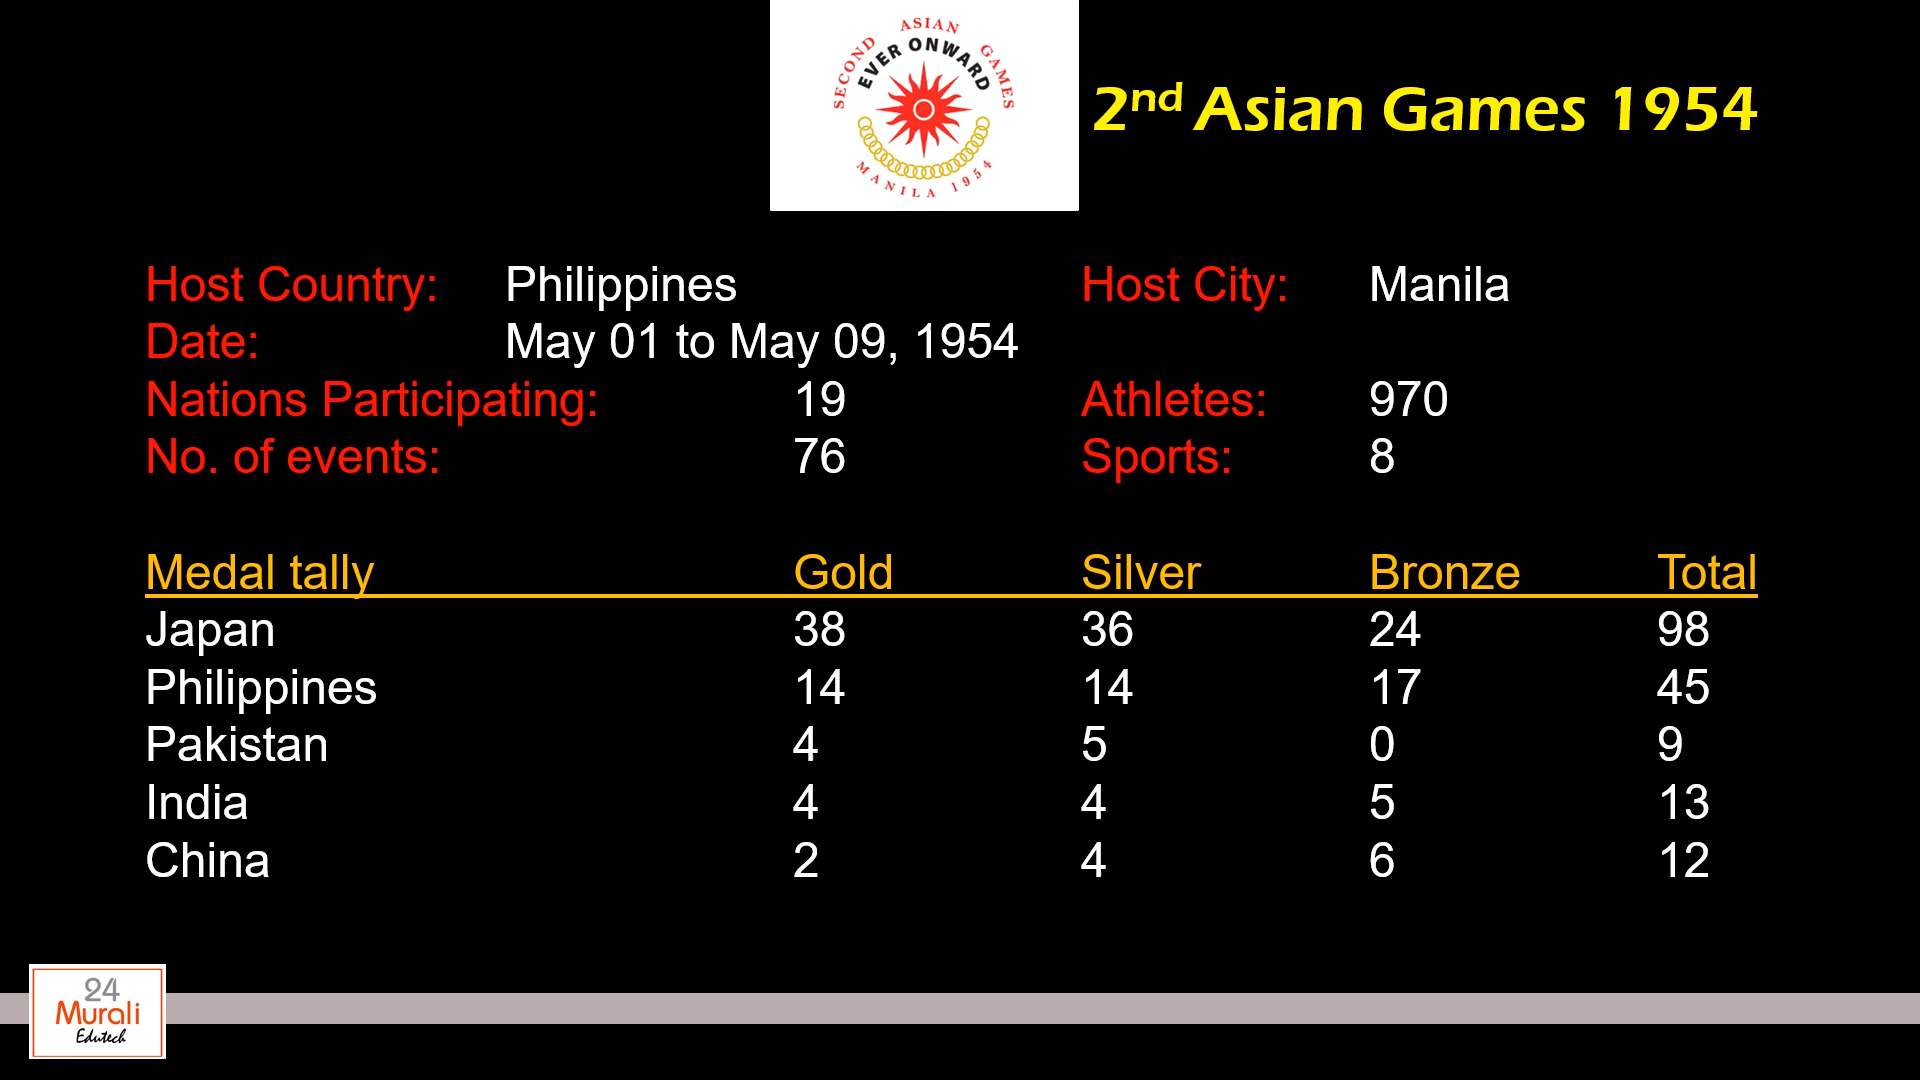 SECOND ASIAN GAMES
EVER ONWARD
MANILA 1954
2nd Asian Games 1954
Host Country: Philippines Host City: Manila
Date: May 01 to May 09, 1954
Nations Participating: 19 Athletes: 970
No. of events: 76 Sports: 8
Medal tally Gold Silver Bronze Total
Japan 38 36 24 98
Philippines 14 14 17 45
Pakistan 4 5 0 9
India 4 4 5 13
China 2 4 6 12
24
Murali
Edutech